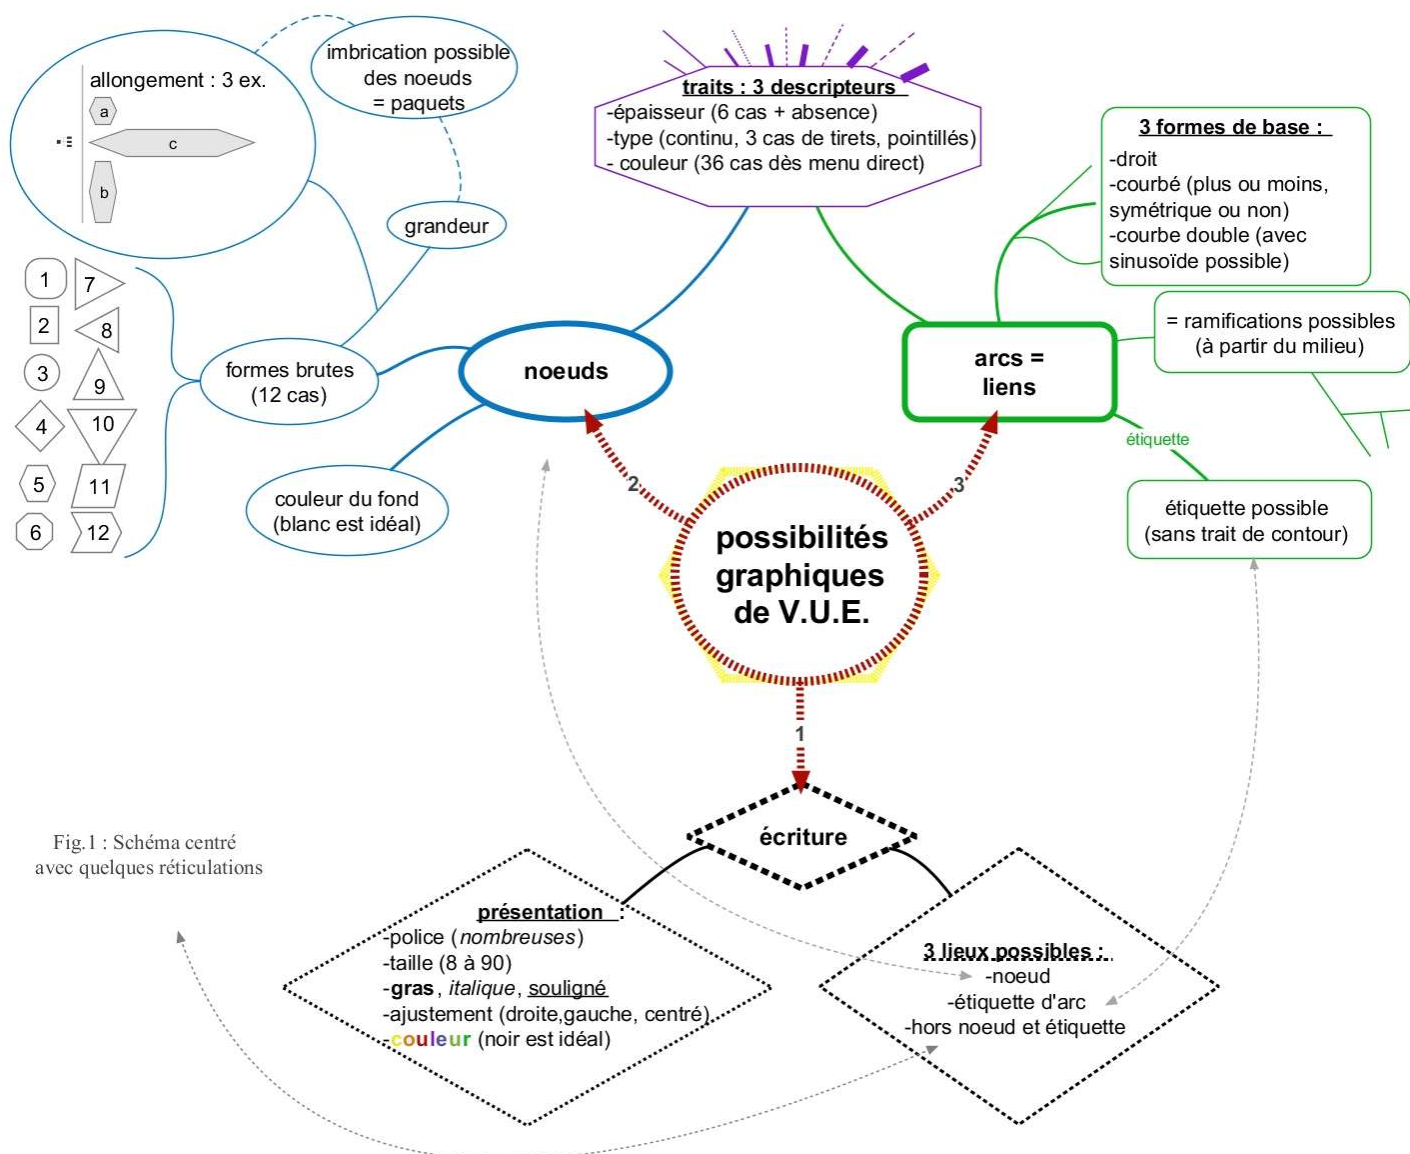 imbrication possible
des noeuds
= paquets
allongement : 3 ex.
a
c
b
grandeur
traits : 3 descripteurs
-épaisseur (6 cas + absence)
-type (continu, 3 cas de tirets, pointillés)
- couleur (36 cas dès menu direct)
3 formes de base :
-droit
-courbé (plus ou moins,
symétrique ou non)
-courbe double (avec
sinusoïde possible)
1
7
2
8
3
9
4
10
5
11
6
12
formes brutes
(12 cas)
noeuds
arcs =
liens
= ramifications possibles
(à partir du milieu)
étiquette
couleur du fond
(blanc est idéal)
étiquette possible
(sans trait de contour)
2
3
possibilités
graphiques
de V.U.E.
1
écriture
Fig.1 : Schéma centré
avec quelques réticulations
présentation :
-police (nombreuses)
-taille (8 à 90)
-gras, italique, souligné
-ajustement (droite,gauche, centré)
-couleur (noir est idéal)
3 lieux possibles :
-noeud
-étiquette d'arc
-hors noeud et étiquette